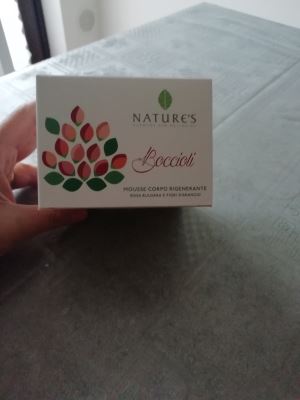 NATURE'S
Boccioli
MOUSSE CORPO RIGENERANTE
ROSA BULGARA E FIORI D'ARANCIO